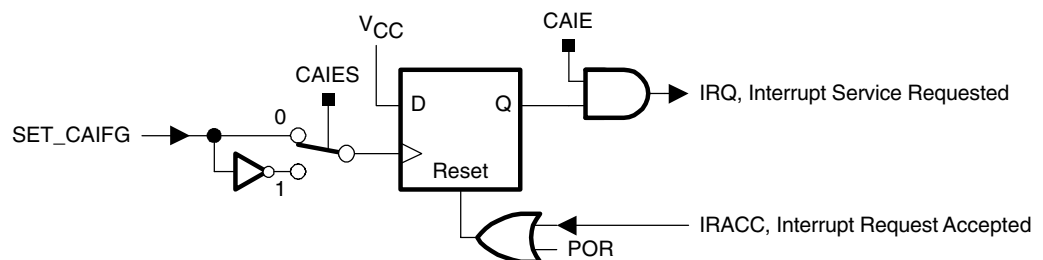 VCC
CAIE
CAIES
D
Q
IRQ, Interrupt Service Requested
0
SET_CAIFG
1
Reset
IRACC, Interrupt Request Accepted
POR